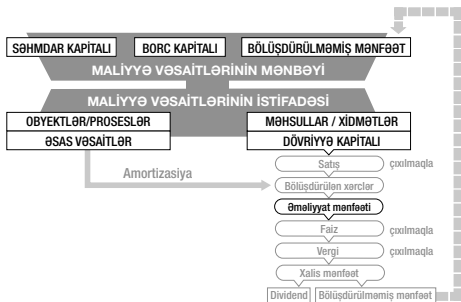 SƏHMDAR KAPİTALI BORC KAPİTALI BÖLÜŞDÜRÜLMƏMİŞ MƏNFƏƏT
MALİYYƏ VƏSAİTLƏRİNİN MƏNBƏYİ
MALİYYƏ VƏSAİTLƏRİNİN İSTİFADƏSİ
OBYEKTLƏR/PROSESLƏR MƏHSULLAR / XİDMƏTLƏR
ƏSAS VƏSAİTLƏR DÖVRİYYƏ KAPİTALI
Satış çıxılmaqla
Amortizasiya
Bölüşdürülən xərclər
Əməliyyat mənfəəti
Faiz çıxılmaqla
Vergi çıxılmaqla
Xalis mənfəət
Dividend Bölüşdürülməmiş mənfəət